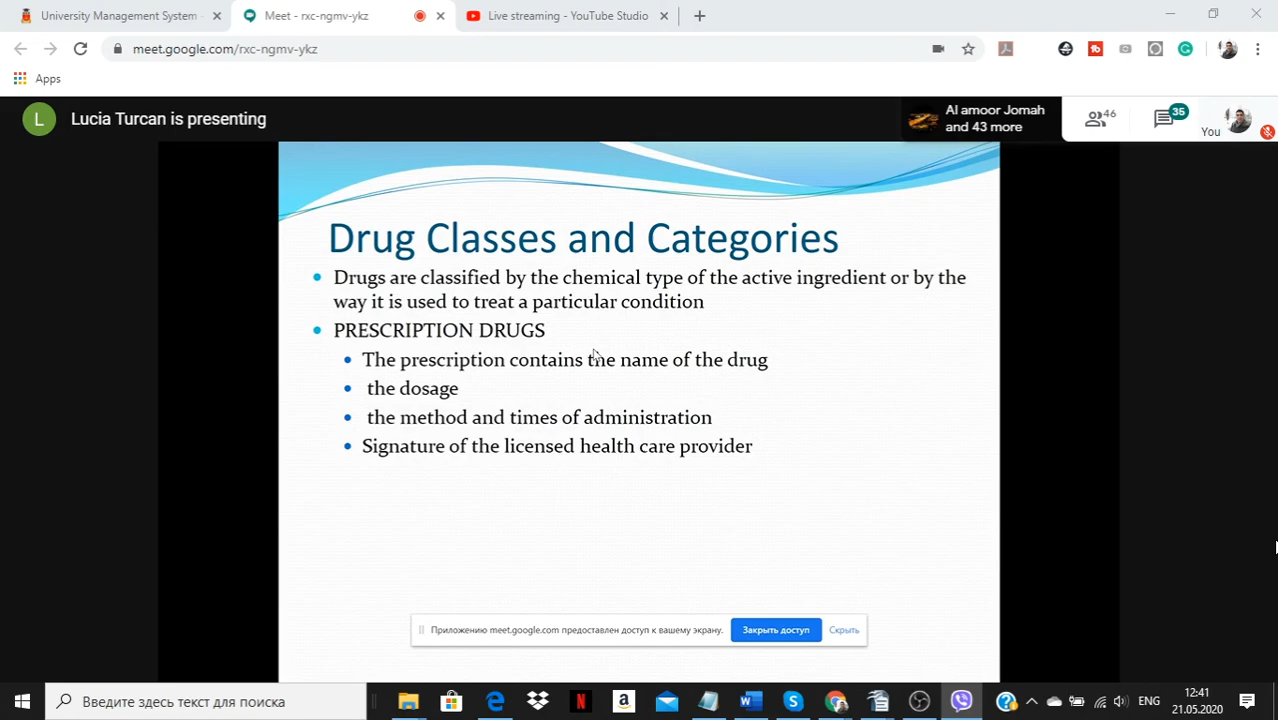 University Management System -
Meet - rxc-ngmv-ykz
Live streaming - YouTube Studio
meet.google.com/rxc-ngmv-ykz
Apps
L
Lucia Turcan is presenting
Al amoor Jomah
and 43 more
46
35
You
Drug Classes and Categories
Drugs are classified by the chemical type of the active ingredient or by the
way it is used to treat a particular condition
PRESCRIPTION DRUGS
The prescription contains the name of the drug
the dosage
the method and times of administration
Signature of the licensed health care provider
Приложению meet.google.com предоставлен доступ к вашему экрану.
Закрыть доступ
Скрыть
Введите здесь текст для поиска
ENG
12:41
21.05.2020